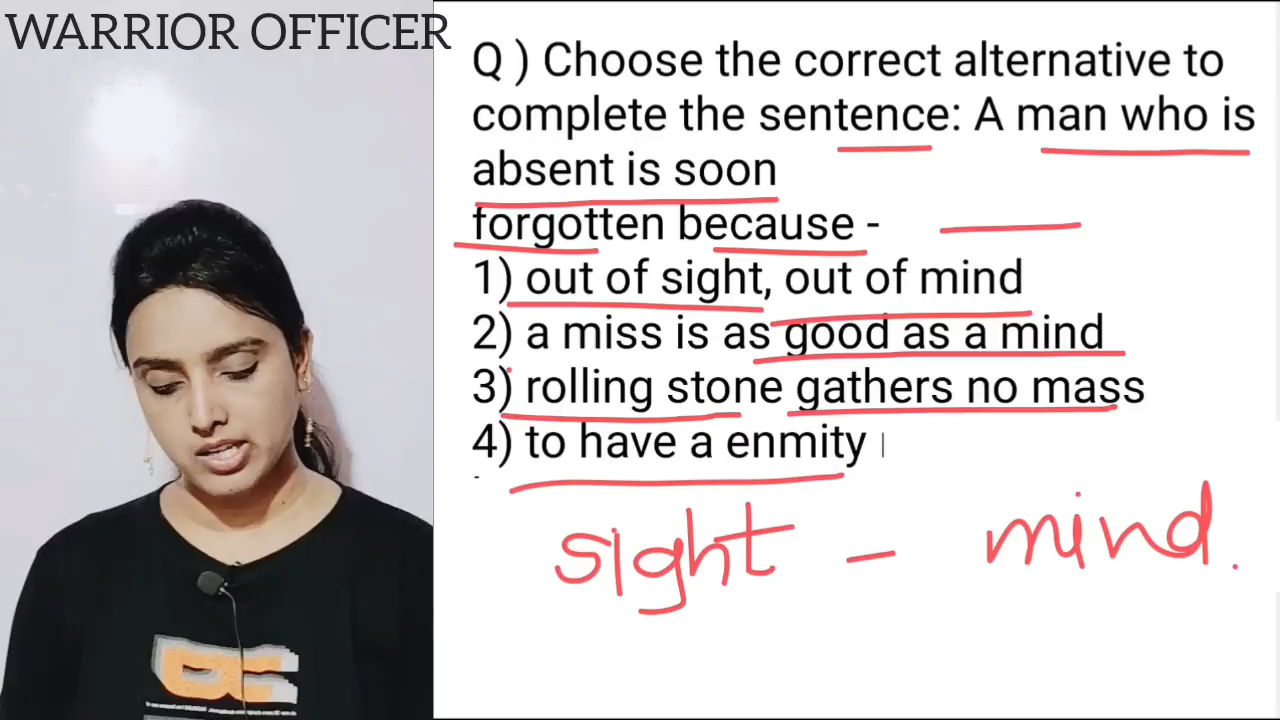 WARRIOR OFFICER
Q ) Choose the correct alternative to
complete the sentence: A man who is
absent is soon
forgotten because -
1) out of sight, out of mind
2) a miss is as good as a mind
3) rolling stone gathers no mass
4) to have a enmity
sight - mind.